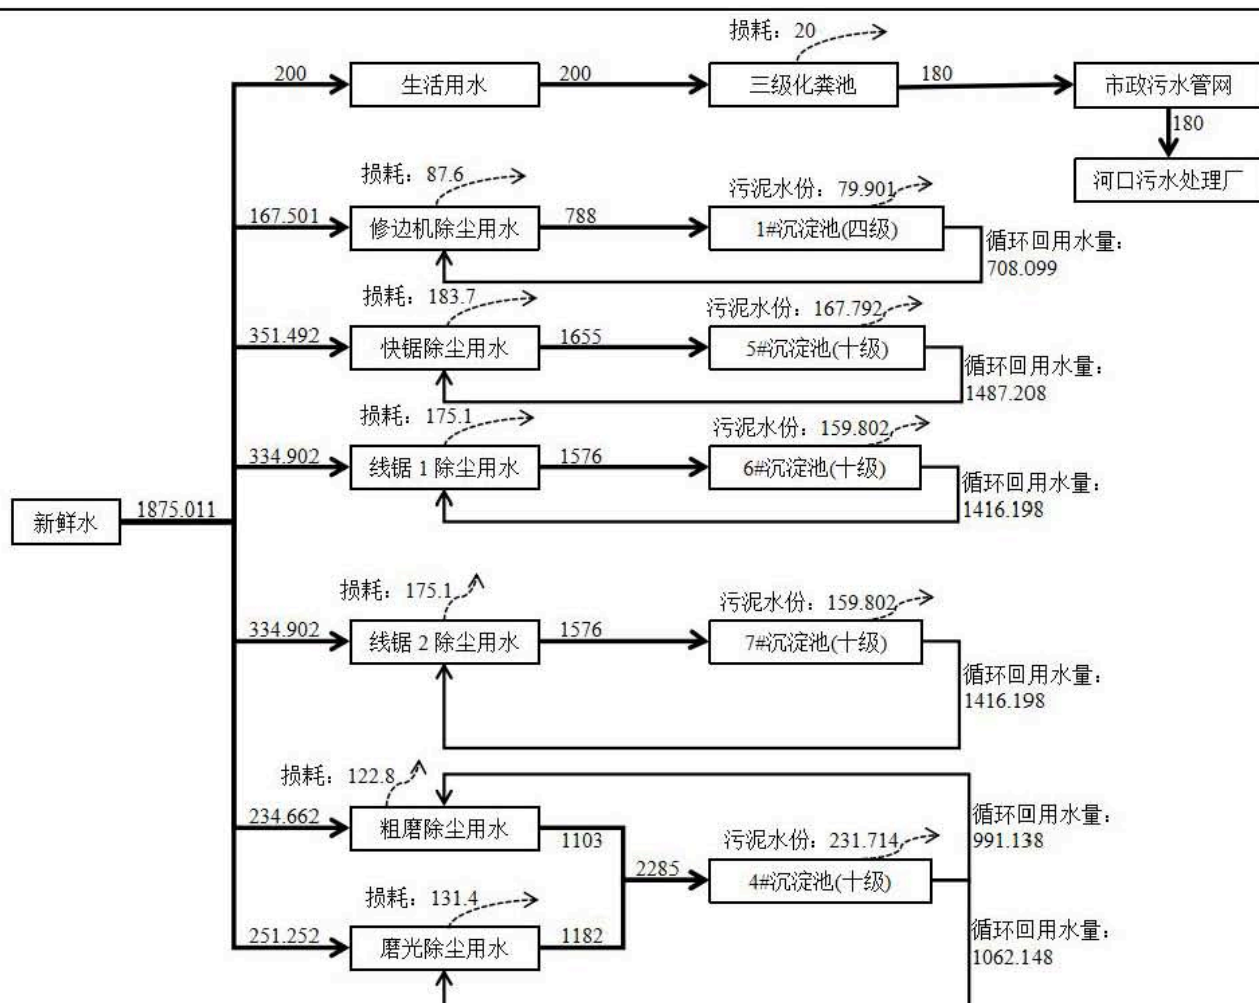 损耗：20
200
生活用水
200
三级化粪池
180
市政污水管网
180
河口污水处理厂
损耗：87.6
167.501
修边机除尘用水
788
污泥水份：79.901
1#沉淀池(四级)
循环回用水量：
708.099
损耗：183.7
351.492
快锯除尘用水
1655
污泥水份：167.792
5#沉淀池(十级)
循环回用水量：
1487.208
损耗：175.1
334.902
线锯1除尘用水
1576
污泥水份：159.802
6#沉淀池(十级)
循环回用水量：
1416.198
新鲜水
1875.011
损耗：175.1
334.902
线锯2除尘用水
1576
污泥水份：159.802
7#沉淀池(十级)
循环回用水量：
1416.198
损耗：122.8
234.662
粗磨除尘用水
1103
2285
污泥水份：231.714
4#沉淀池(十级)
循环回用水量：
991.138
损耗：131.4
251.252
磨光除尘用水
1182
循环回用水量：
1062.148